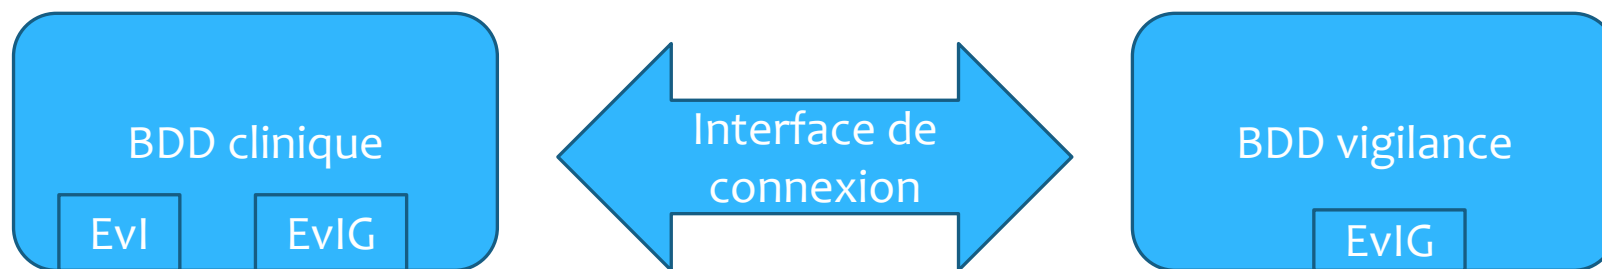 BDD clinique
EvI
EvIG
Interface de
connexion
BDD vigilance
EvIG